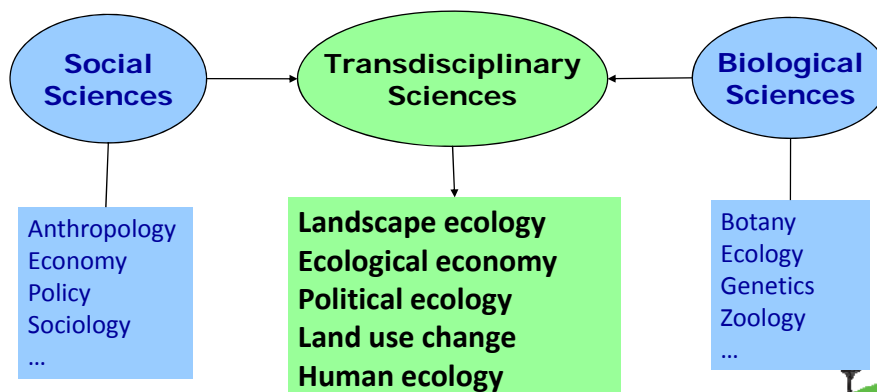 Social
Sciences
Transdisciplinary
Sciences
Biological
Sciences
Anthropology
Economy
Policy
Sociology
...
Landscape ecology
Ecological economy
Political ecology
Land use change
Human ecology
Botany
Ecology
Genetics
Zoology
...